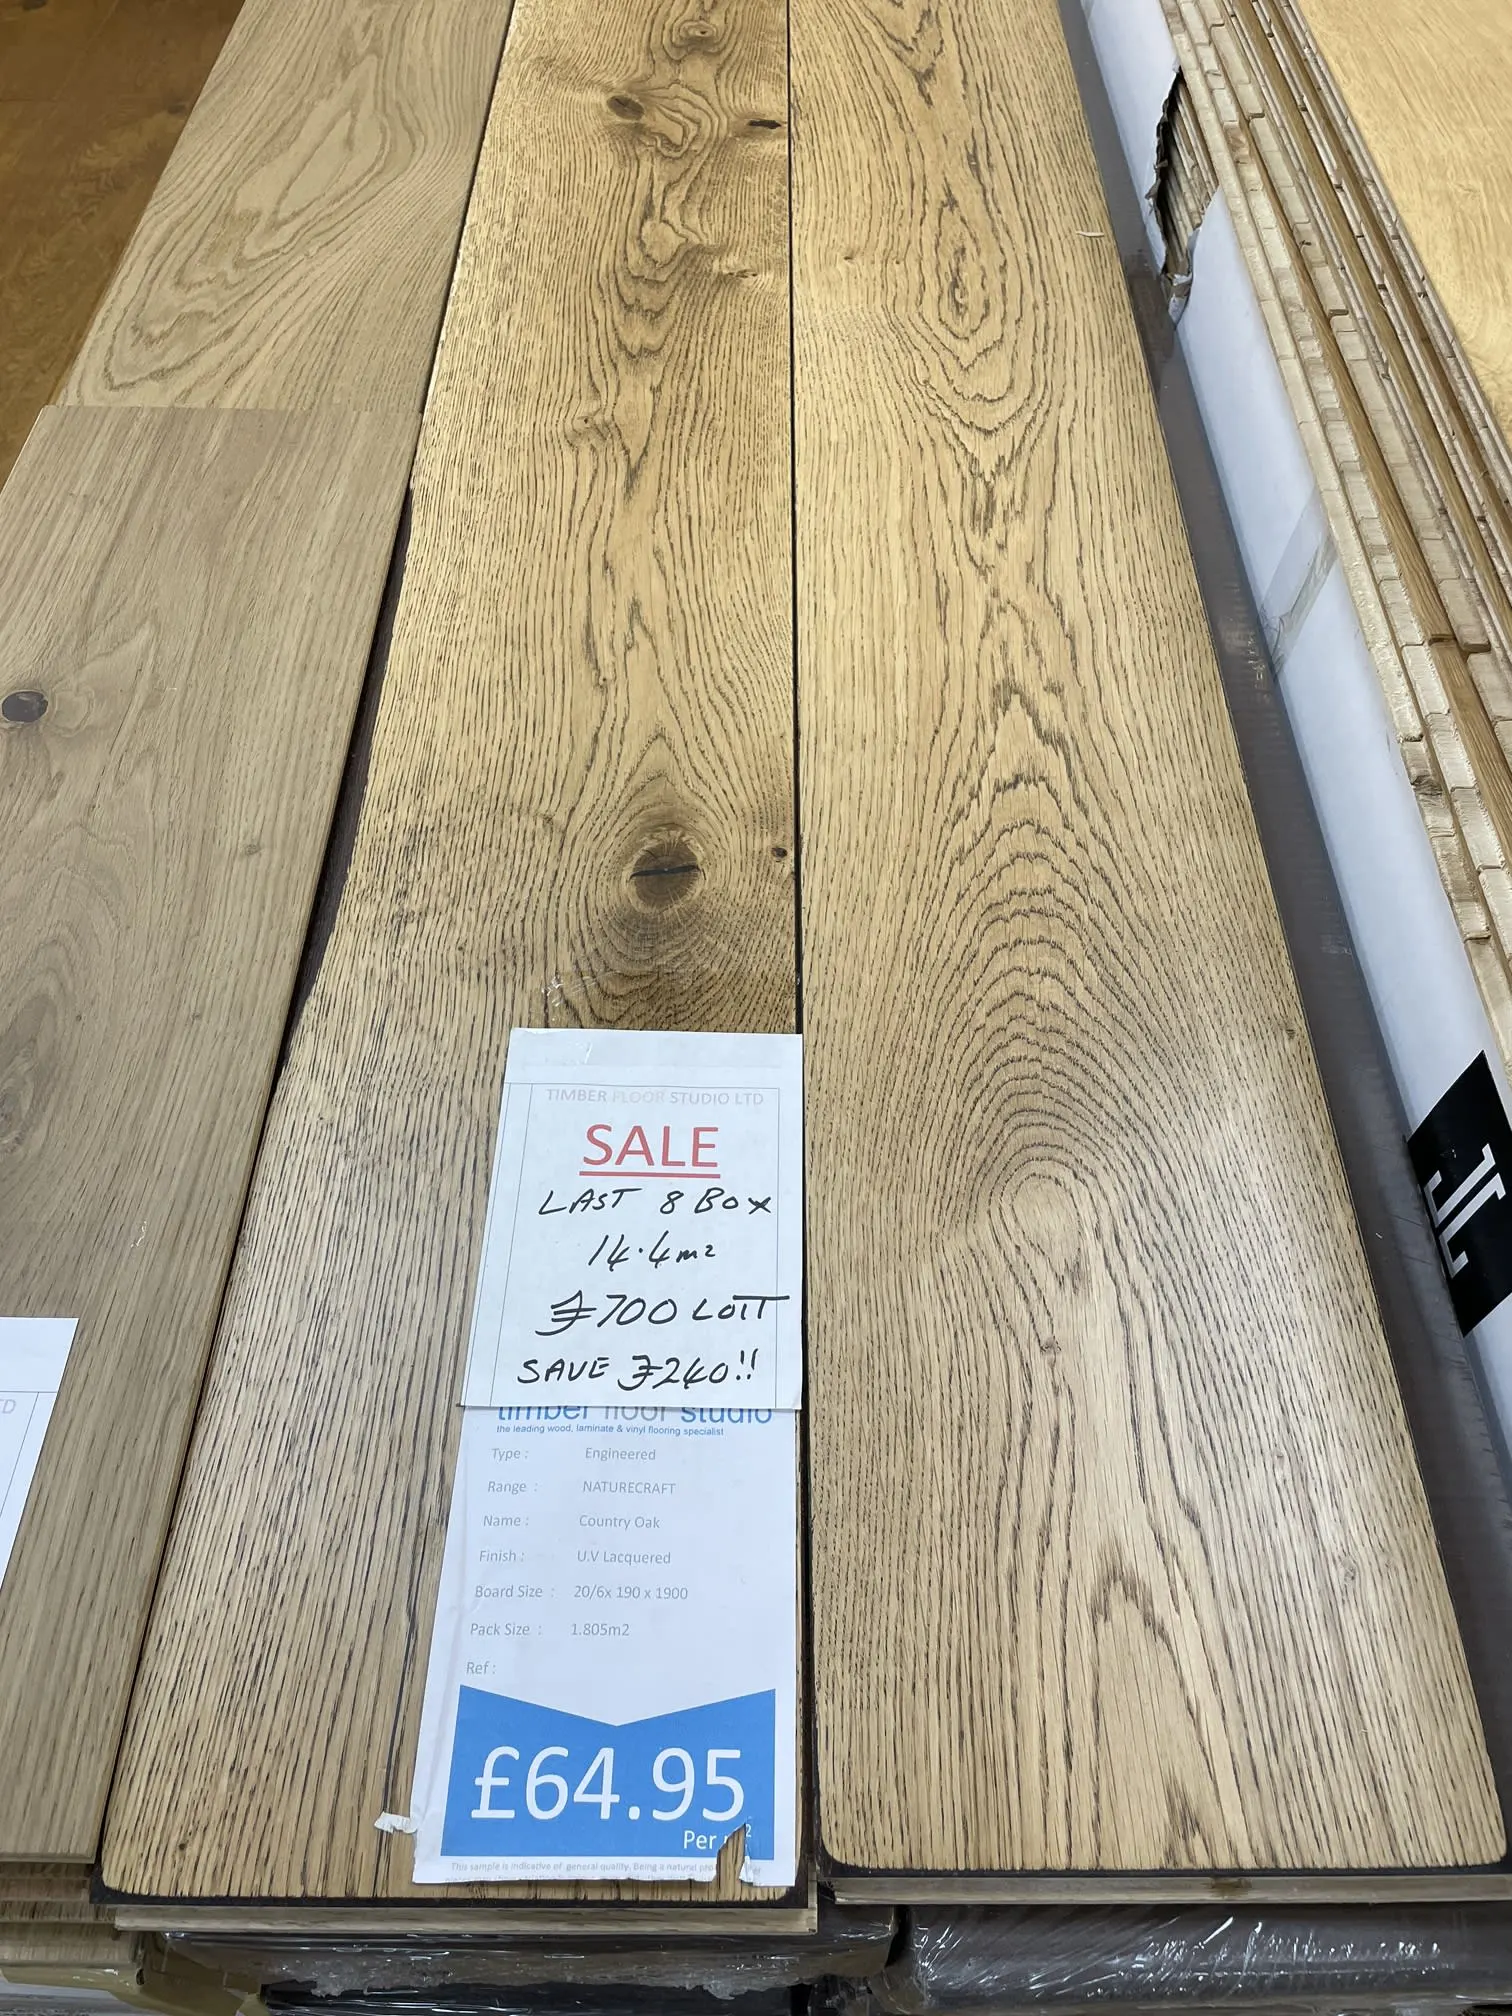 TIMBER FLOOR STUDIO LTD
SALE
LAST 8 BOX
14.4m²
£700 LOTT
SAVE £240!!
timber floor studio
the leading wood, laminate & vinyl flooring specialist
Type : Engineered
Range : NATURECRAFT
Name : Country Oak
Finish : U.V Lacquered
Board Size : 20/6x 190 x 1900
Pack Size : 1.805m2
Ref :
£64.95
Per
This sample is indicative of general quality. Being a natural
JL